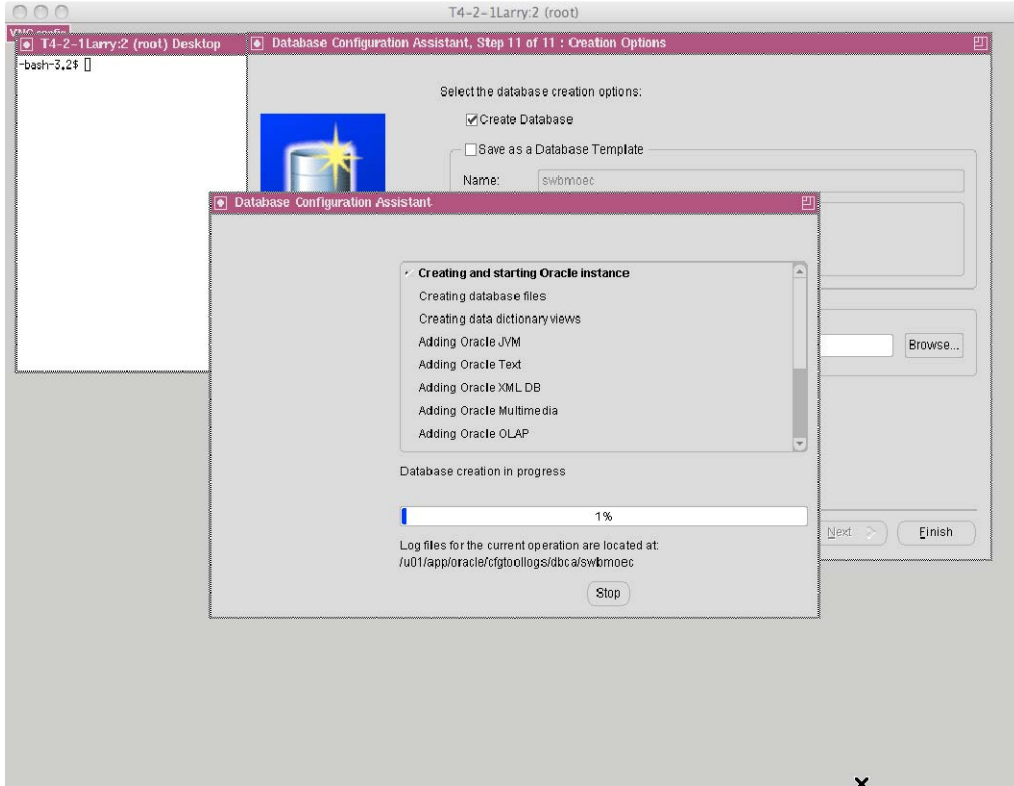 T4-2-1Larry:2 (root)
VNC config
T4-2-1Larry:2 (root) Desktop
-bash-3.2$
Database Configuration Assistant, Step 11 of 11 : Creation Options
Select the database creation options:
Create Database
Save as a Database Template
Name: swbmoec
Browse...
Next
Finish
Database Configuration Assistant
Creating and starting Oracle instance
Creating database files
Creating data dictionary views
Adding Oracle JVM
Adding Oracle Text
Adding Oracle XML DB
Adding Oracle Multimedia
Adding Oracle OLAP
Database creation in progress
1%
Log files for the current operation are located at:
/u01/app/oracle/cfgtoollogs/dbca/swbmoec
Stop